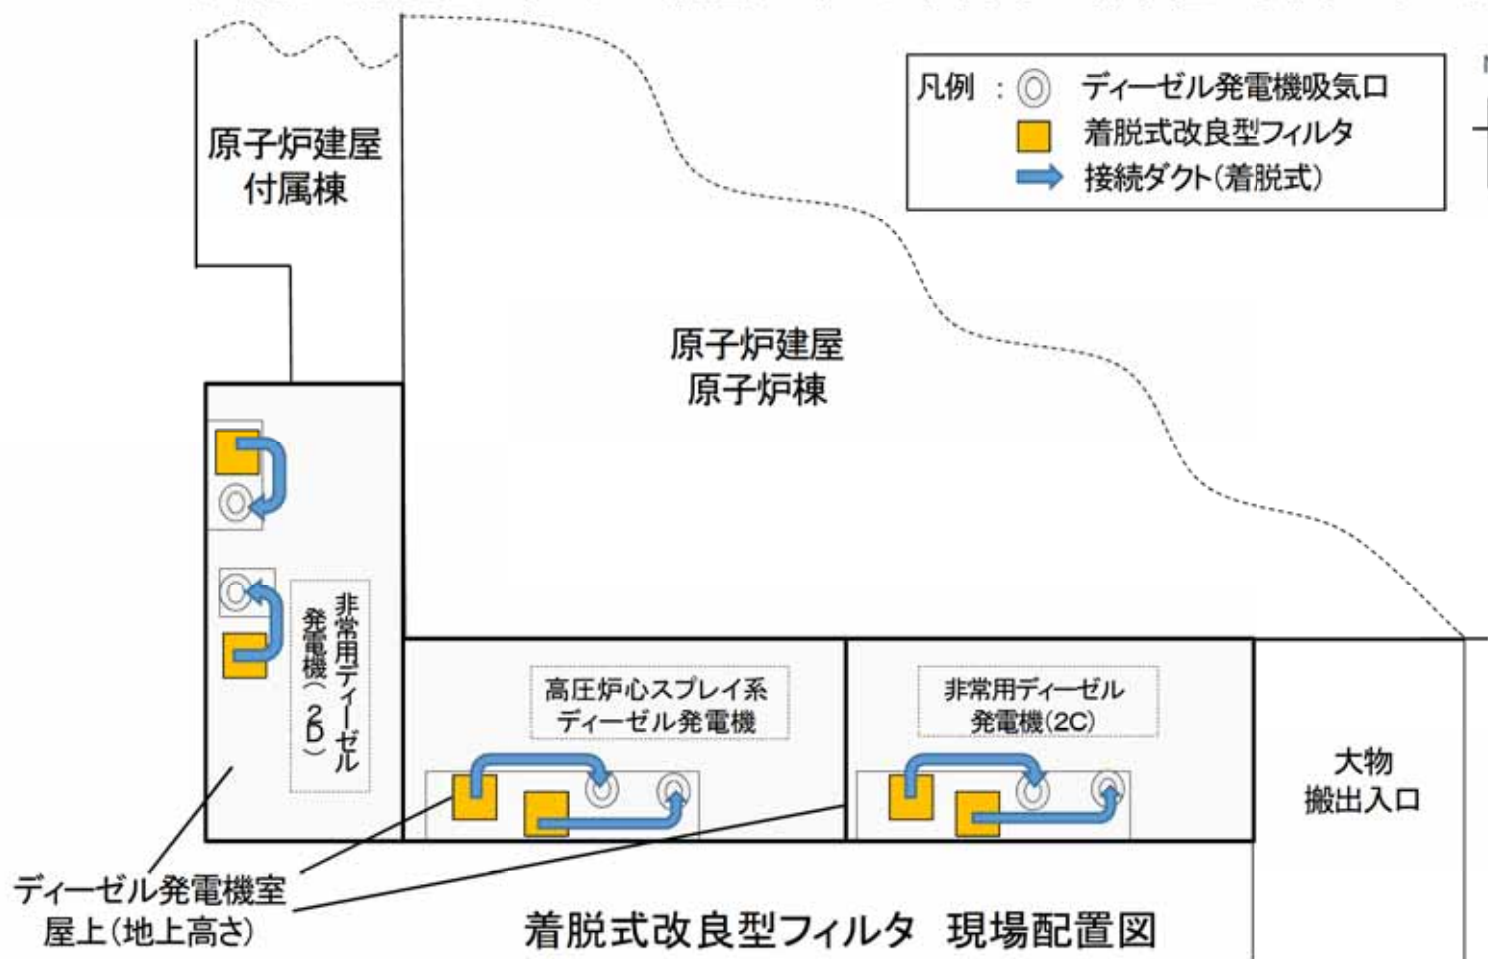 凡例 : ディーゼル発電機吸気口
着脱式改良型フィルタ
接続ダクト(着脱式)
原子炉建屋
付属棟
原子炉建屋
原子炉棟
非常用ディーゼル
発電機(2D)
高圧炉心スプレイ系
ディーゼル発電機
非常用ディーゼル
発電機(2C)
大物
搬出入口
ディーゼル発電機室
屋上(地上高さ)
着脱式改良型フィルタ 現場配置図